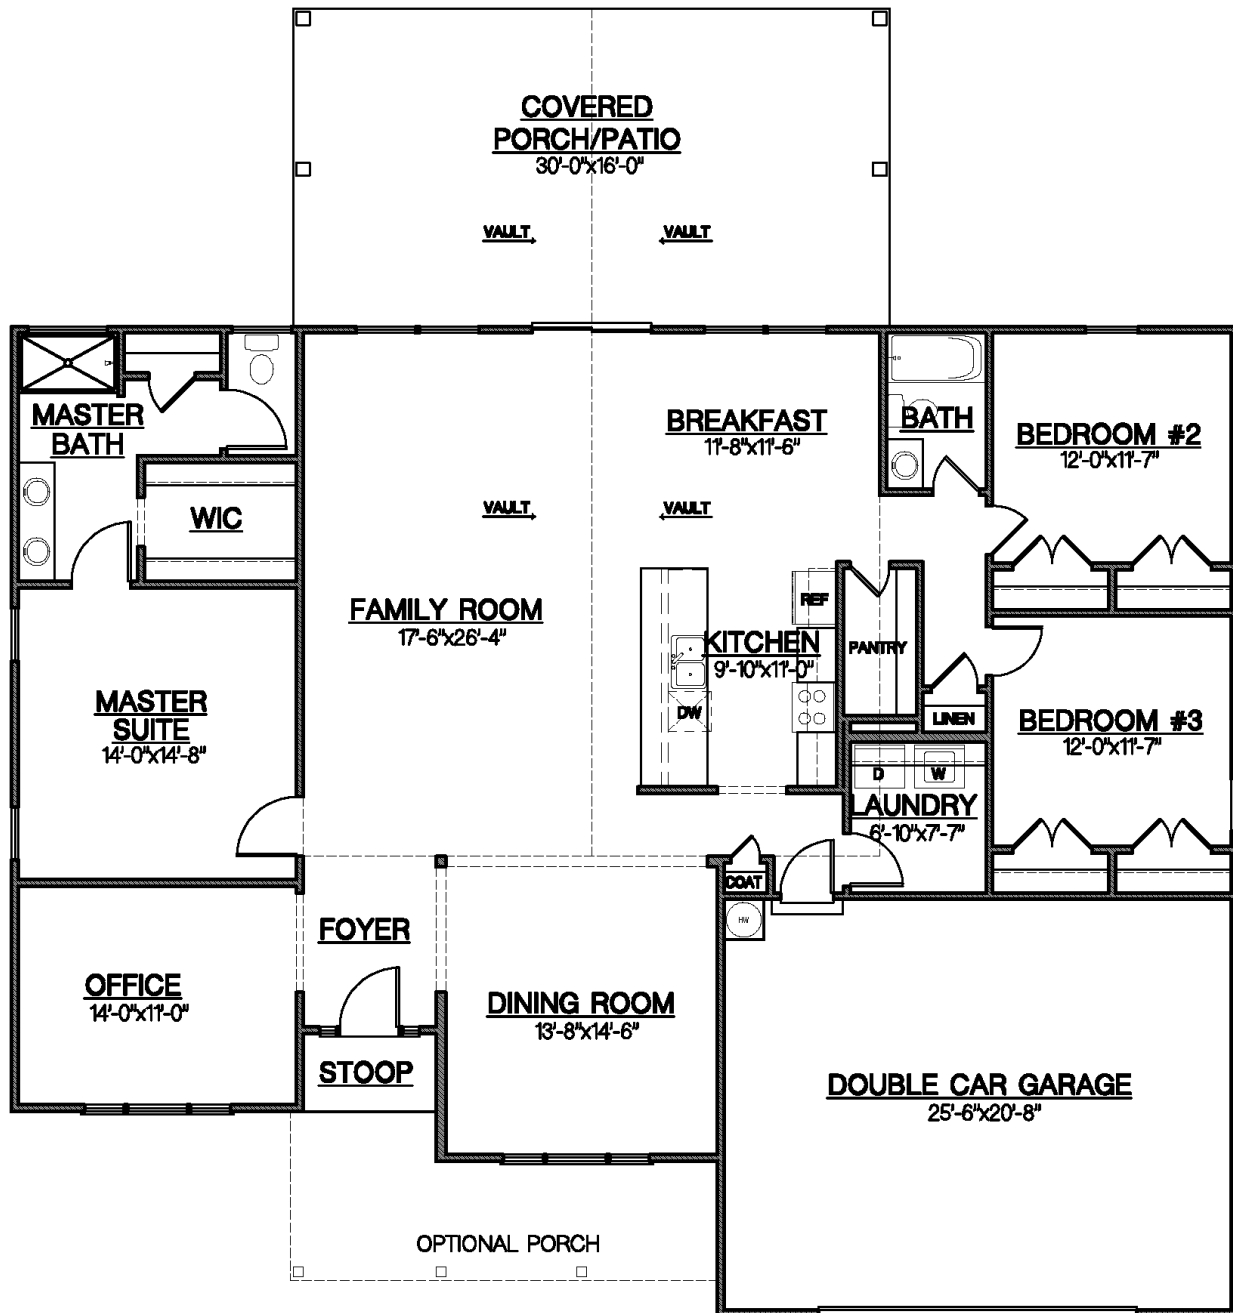 COVERED
PORCH/PATIO
30'-0"x16'-0"
VAULT
VAULT
MASTER
BATH
BREAKFAST
11'-8"x11'-6"
BATH
BEDROOM #2
12'-0"x11'-7"
WIC
VAULT
VAULT
FAMILY ROOM
17'-6"x26'-4"
REF
KITCHEN
9'-10"x11'-0"
PANTRY
MASTER
SUITE
14'-0"x14'-8"
DW
LINEN
BEDROOM #3
12'-0"x11'-7"
D
W
LAUNDRY
6'-10"x7'-7"
COAT
HW
FOYER
OFFICE
14'-0"x11'-0"
DINING ROOM
13'-8"x14'-6"
STOOP
DOUBLE CAR GARAGE
25'-6"x20'-8"
OPTIONAL PORCH